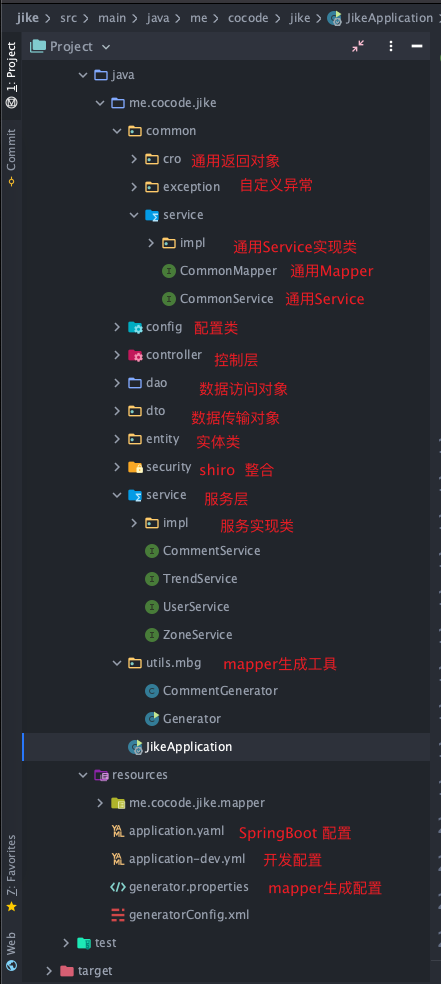 jike > src > main > java > me > cocode > jike > JikeApplication
1: Project
Commit
Z: Favorites
Web
Project
java
me.cocode.jike
common
cro 通用返回对象
exception 自定义异常
service
impl 通用Service实现类
CommonMapper 通用Mapper
CommonService 通用Service
config 配置类
controller 控制层
dao 数据访问对象
dto 数据传输对象
entity 实体类
security shiro 整合
service 服务层
impl 服务实现类
CommentService
TrendService
UserService
ZoneService
utils.mbg mapper生成工具
CommentGenerator
Generator
JikeApplication
resources
me.cocode.jike.mapper
application.yaml SpringBoot 配置
application-dev.yml 开发配置
generator.properties mapper生成配置
generatorConfig.xml
test
target